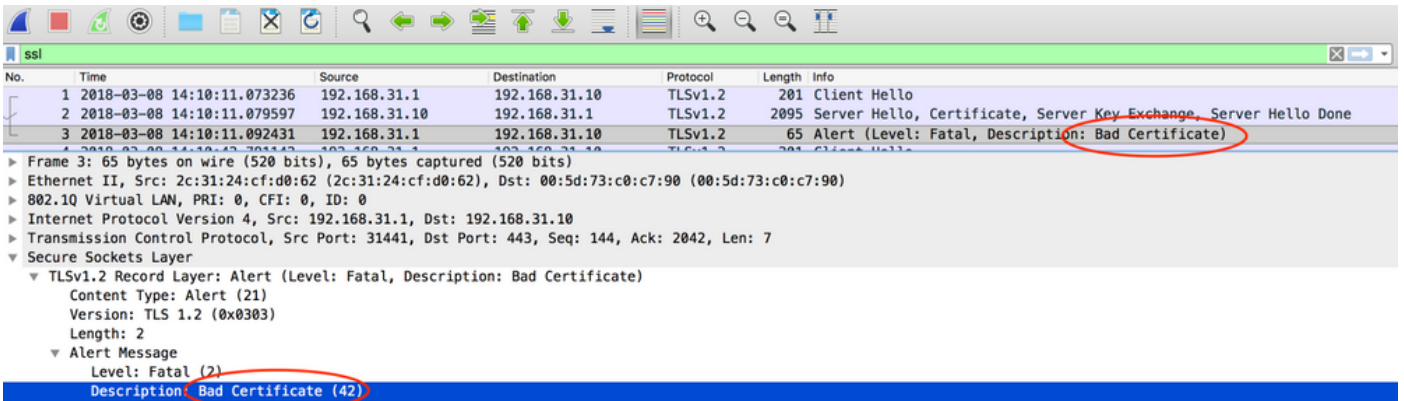 ssl
No. Time Source Destination Protocol Length Info
1 2018-03-08 14:10:11.073236 192.168.31.1 192.168.31.10 TLSv1.2 201 Client Hello
2 2018-03-08 14:10:11.079597 192.168.31.10 192.168.31.1 TLSv1.2 2095 Server Hello, Certificate, Server Key Exchange, Server Hello Done
3 2018-03-08 14:10:11.092431 192.168.31.1 192.168.31.10 TLSv1.2 65 Alert (Level: Fatal, Description: Bad Certificate)
Frame 3: 65 bytes on wire (520 bits), 65 bytes captured (520 bits)
Ethernet II, Src: 2c:31:24:cf:d0:62 (2c:31:24:cf:d0:62), Dst: 00:5d:73:c0:c7:90 (00:5d:73:c0:c7:90)
802.1Q Virtual LAN, PRI: 0, CFI: 0, ID: 0
Internet Protocol Version 4, Src: 192.168.31.1, Dst: 192.168.31.10
Transmission Control Protocol, Src Port: 31441, Dst Port: 443, Seq: 144, Ack: 2042, Len: 7
Secure Sockets Layer
TLSv1.2 Record Layer: Alert (Level: Fatal, Description: Bad Certificate)
Content Type: Alert (21)
Version: TLS 1.2 (0x0303)
Length: 2
Alert Message
Level: Fatal (2)
Description: Bad Certificate (42)